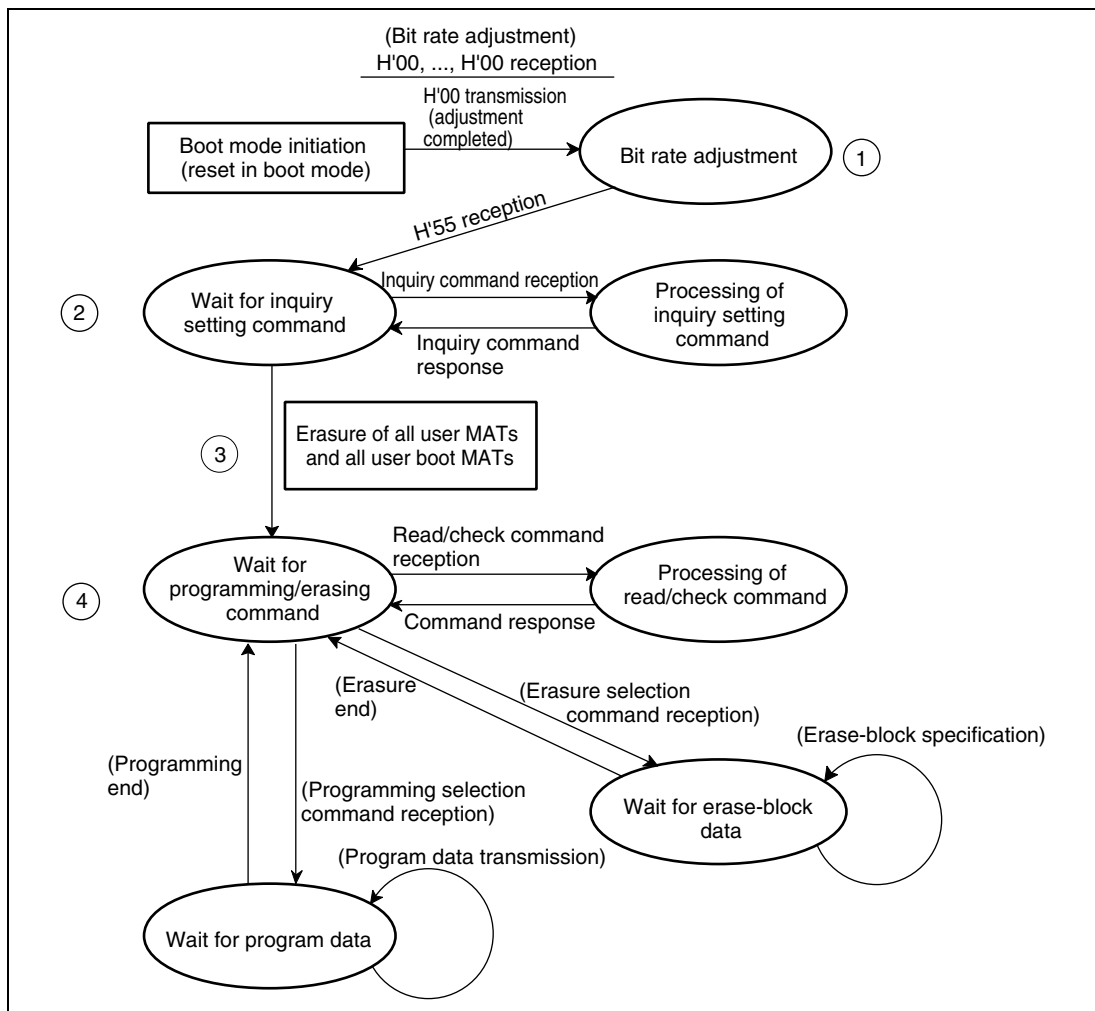 (Bit rate adjustment)
H'00, ..., H'00 reception
H'00 transmission
(adjustment
completed)
Boot mode initiation
(reset in boot mode)
Bit rate adjustment
1
H'55 reception
2
Wait for inquiry
setting command
Inquiry command reception
Inquiry command
response
Processing of
inquiry setting
command
3
Erasure of all user MATs
and all user boot MATs
4
Wait for
programming/erasing
command
Read/check command
reception
Command response
Processing of
read/check command
(Erasure
end)
(Erasure selection
command reception)
(Erase-block specification)
(Programming
end)
(Programming selection
command reception)
Wait for erase-block
data
(Program data transmission)
Wait for program data